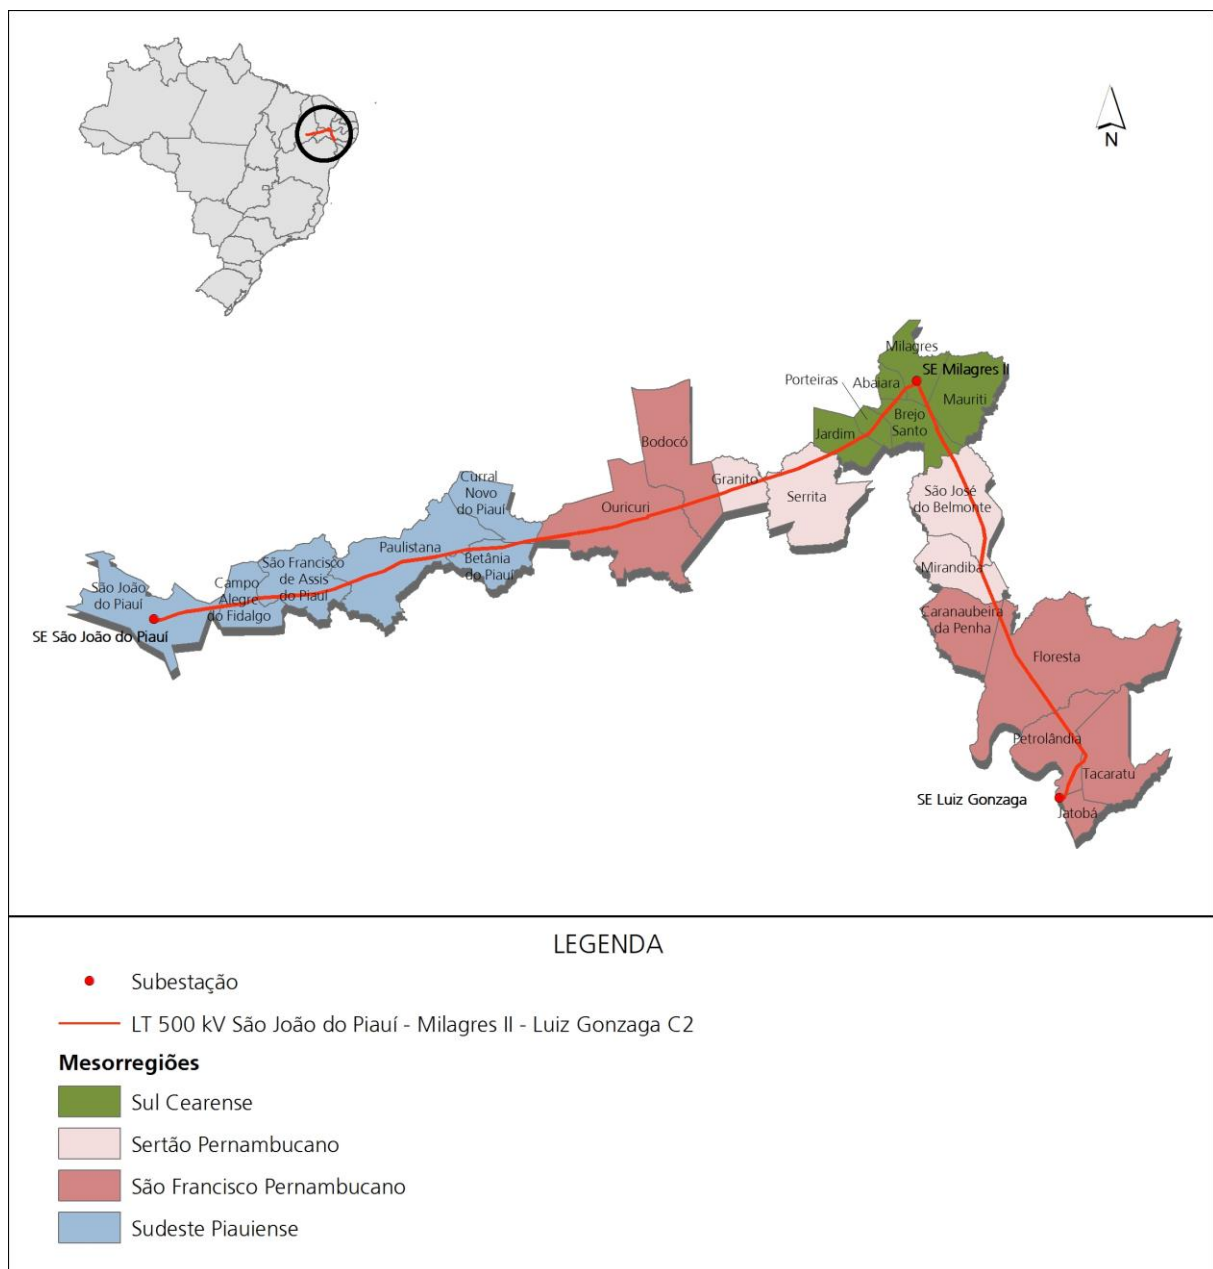 N
Milagres
SE Milagres II
Porteiras
Abaiara
Mauriti
Brejo
Santo
Jardim
Bodocó
Granito
Serrita
Curral
Novo
do Piauí
Ouricuri
São José
do Belmonte
Paulistana
Betânia
do Piauí
São Francisco
de Assis
do Piauí
Mirandiba
São João
do Piauí
Campo
Alegre
do Fidalgo
Caranaubeira
da Penha
SE São João do Piauí
Floresta
Petrolândia
Tacaratu
SE Luiz Gonzaga
Jatobá
LEGENDA
Subestação
LT 500 kV São João do Piauí - Milagres II - Luiz Gonzaga C2
Mesorregiões
Sul Cearense
Sertão Pernambucano
São Francisco Pernambucano
Sudeste Piauiense